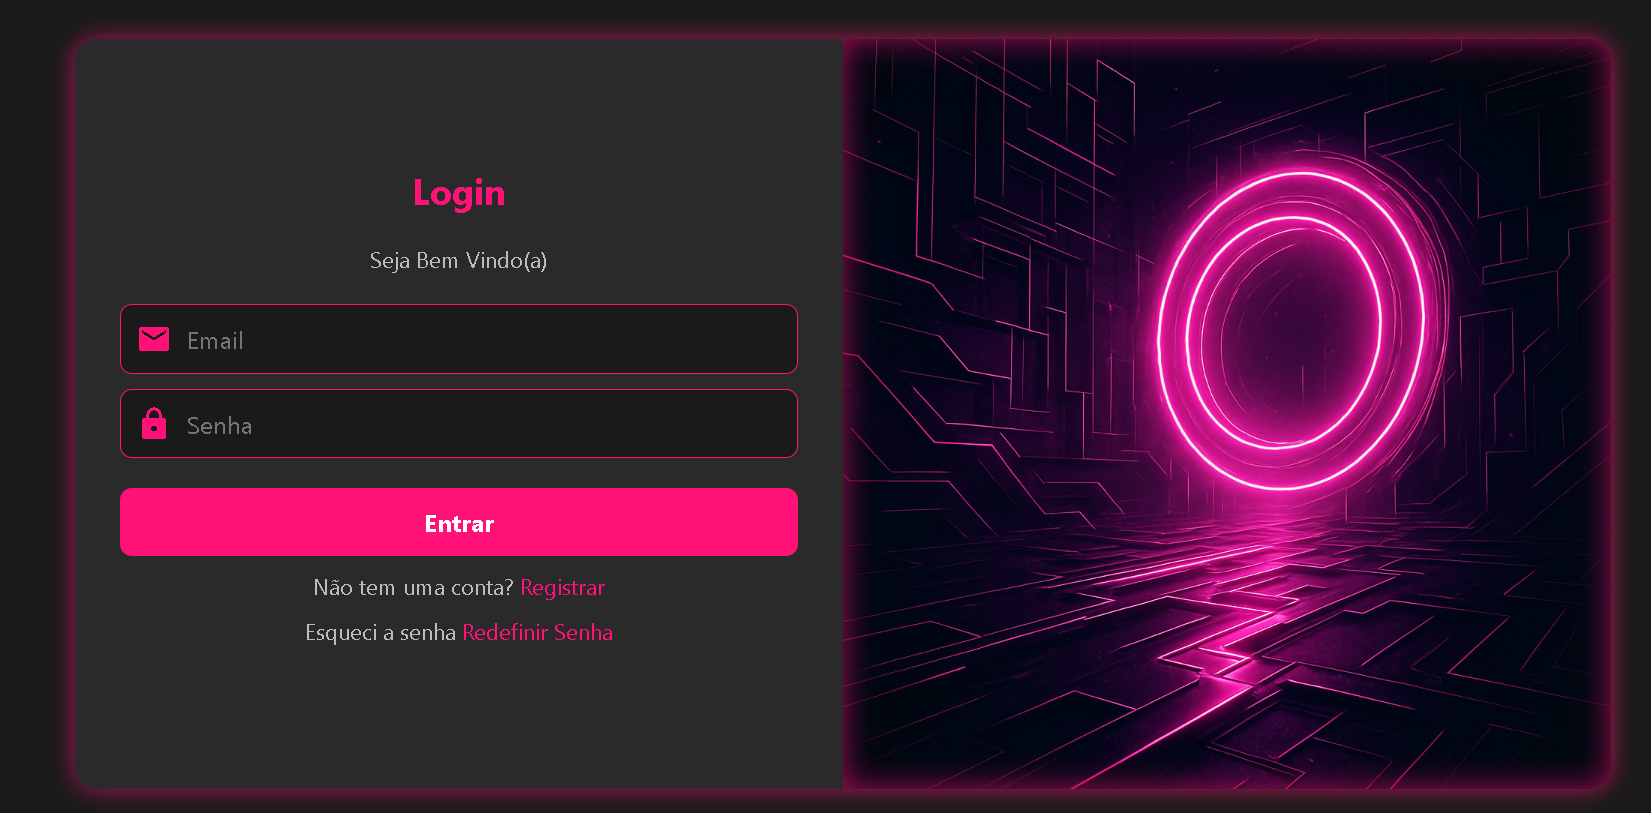 Login
Seja Bem Vindo(a)
Email
Senha
Entrar
Não tem uma conta? Registrar
Esqueci a senha Redefinir Senha